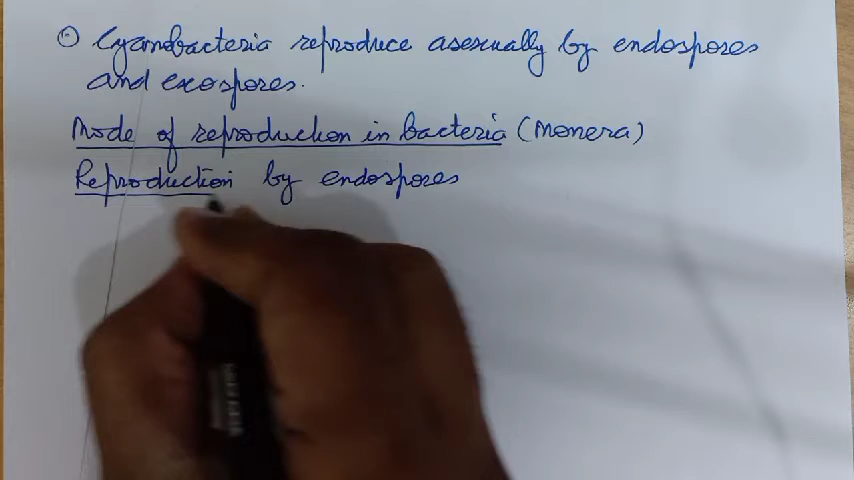 Cyanobacteria reproduce asexually by endospores
and exospores.
Mode of reproduction in bacteria (Monera)
Reproduction by endospores